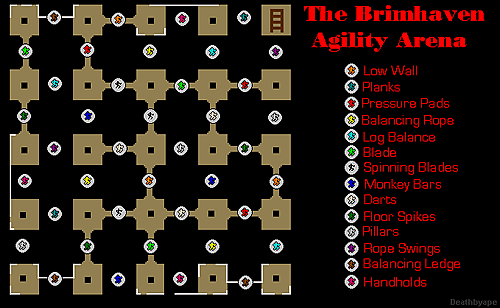 The Brimhaven
Agility Arena
Low Wall
Planks
Pressure Pads
Balancing Rope
Log Balance
Blade
Spinning Blades
Monkey Bars
Darts
Floor Spikes
Pillars
Rope Swings
Balancing Ledge
Handholds
Deathbyape